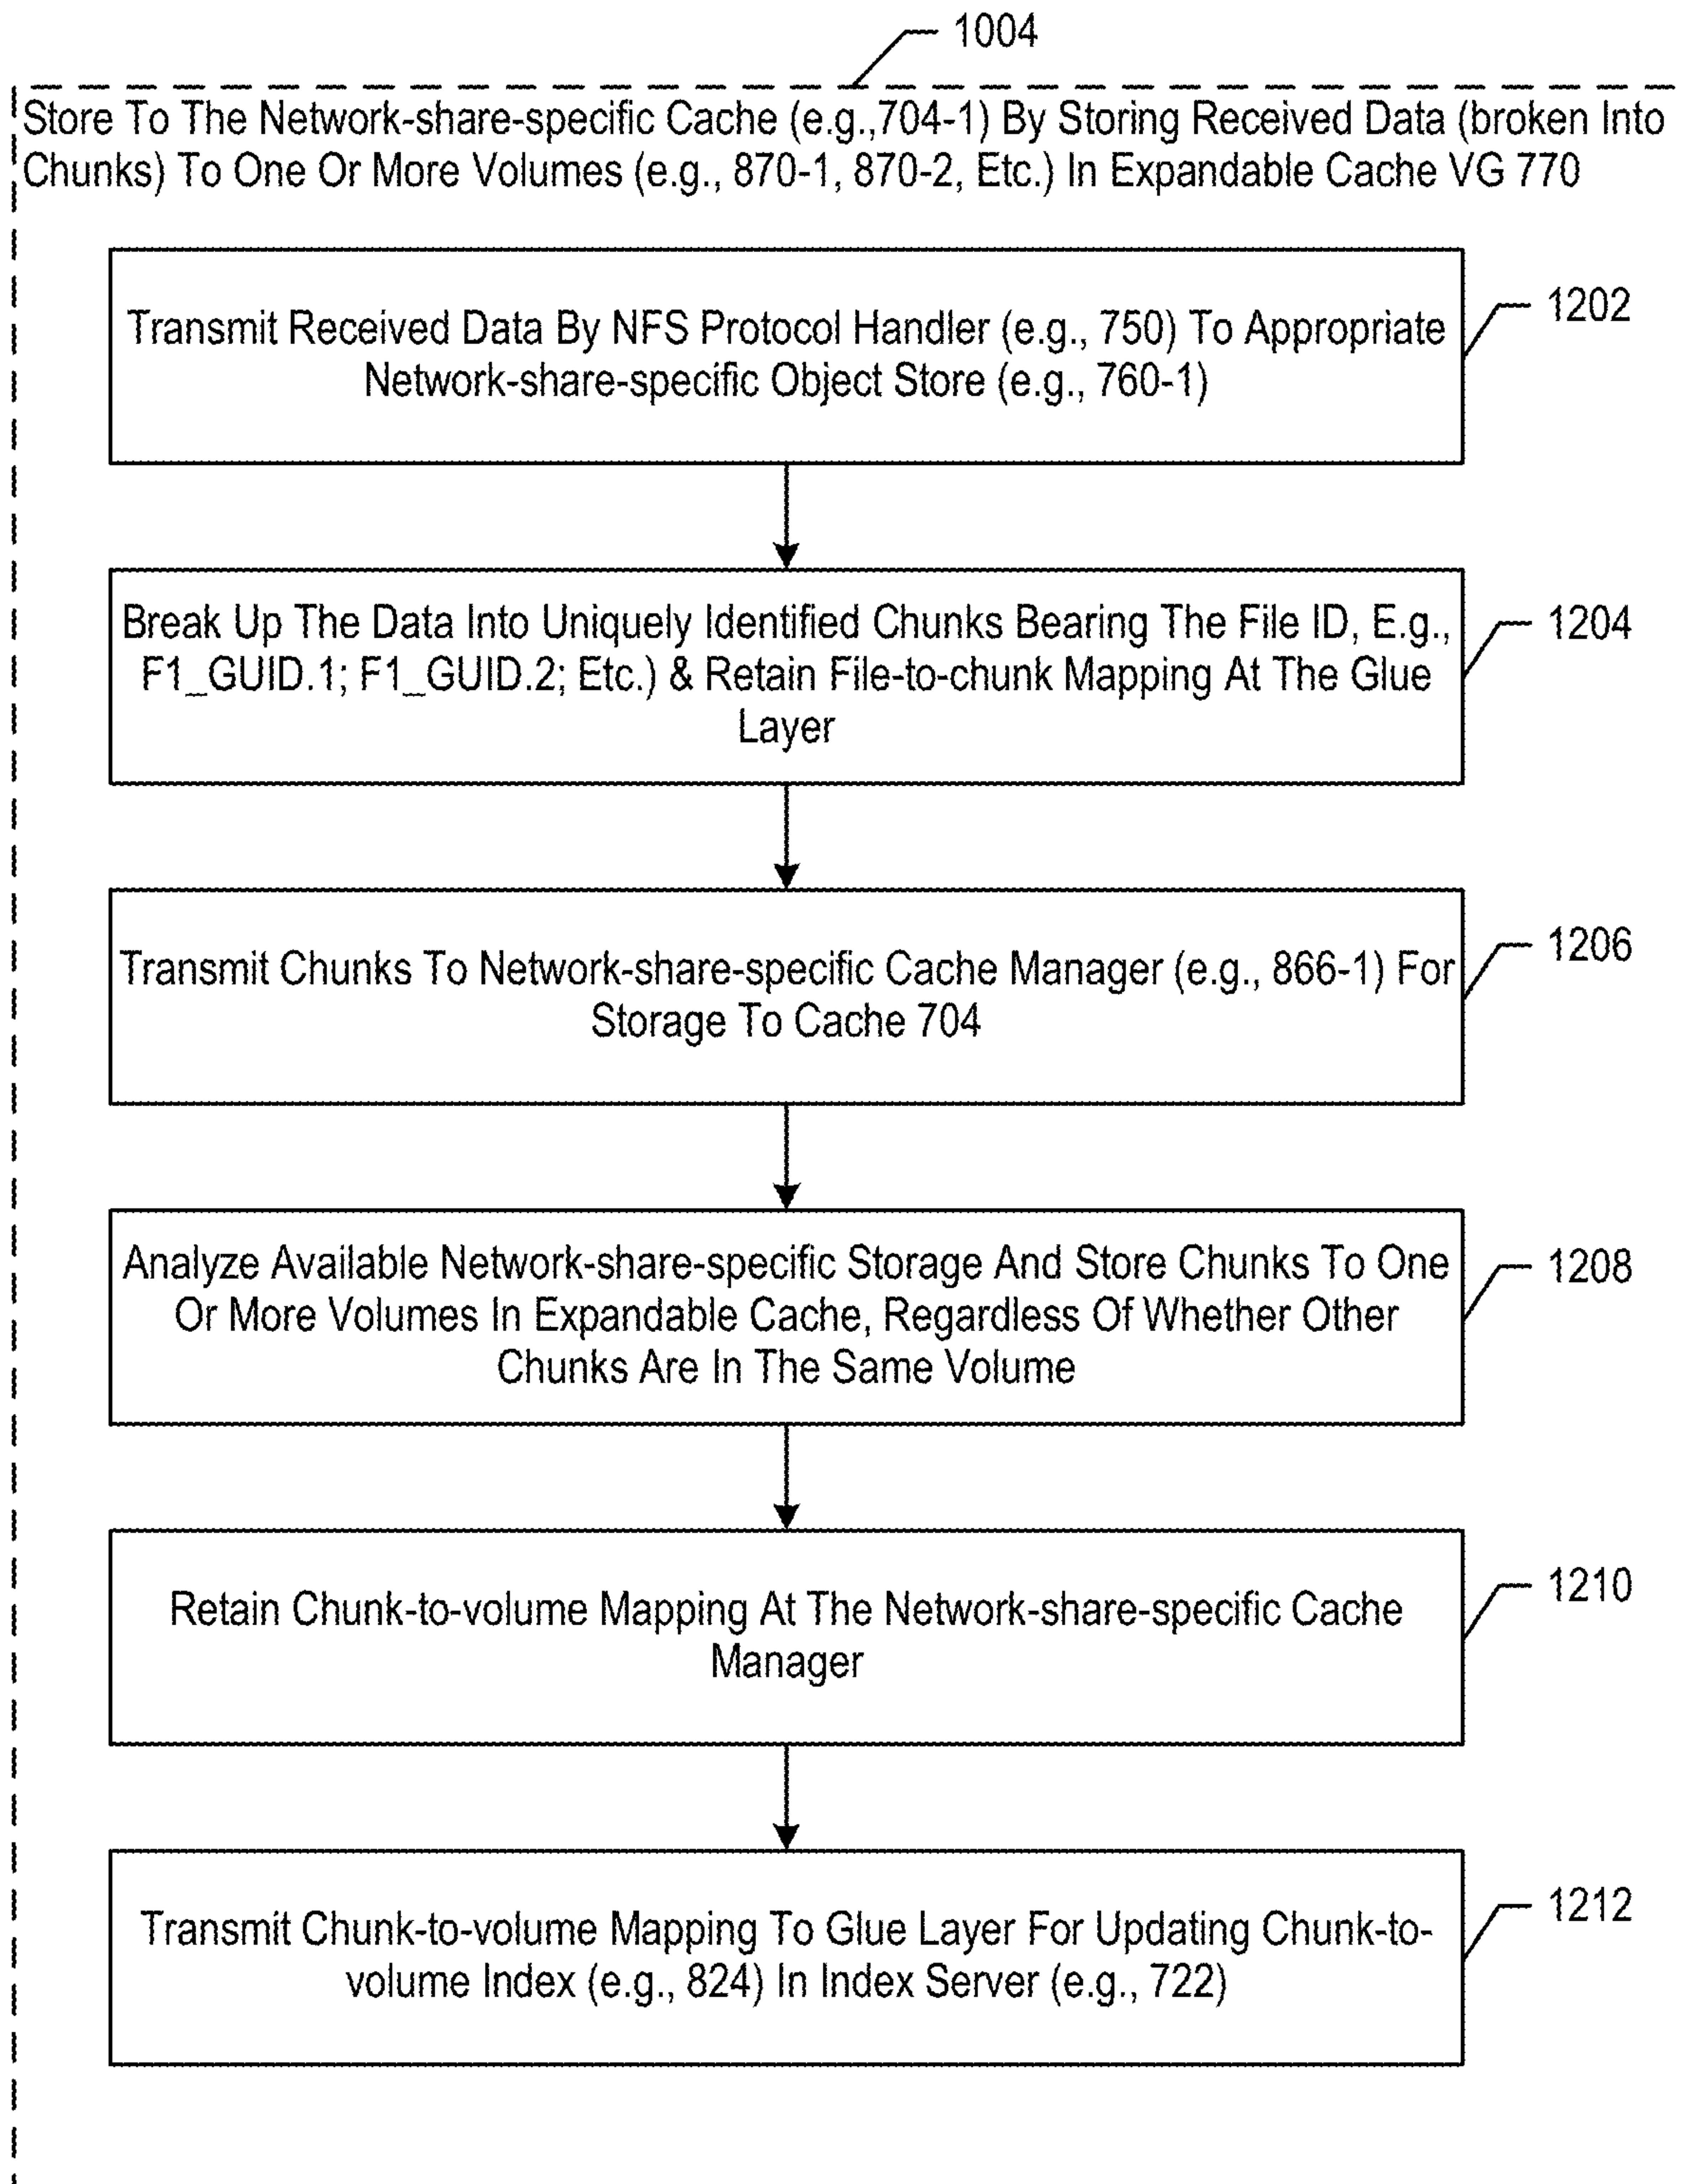 1004
Store To The Network-share-specific Cache (e.g.,704-1) By Storing Received Data (broken Into
Chunks) To One Or More Volumes (e.g., 870-1, 870-2, Etc.) In Expandable Cache VG 770
1202
Transmit Received Data By NFS Protocol Handler (e.g., 750) To Appropriate
Network-share-specific Object Store (e.g., 760-1)
1204
Break Up The Data Into Uniquely Identified Chunks Bearing The File ID, E.g.,
F1_GUID.1; F1_GUID.2; Etc.) & Retain File-to-chunk Mapping At The Glue
Layer
1206
Transmit Chunks To Network-share-specific Cache Manager (e.g., 866-1) For
Storage To Cache 704
1208
Analyze Available Network-share-specific Storage And Store Chunks To One
Or More Volumes In Expandable Cache, Regardless Of Whether Other
Chunks Are In The Same Volume
1210
Retain Chunk-to-volume Mapping At The Network-share-specific Cache
Manager
1212
Transmit Chunk-to-volume Mapping To Glue Layer For Updating Chunk-to-
volume Index (e.g., 824) In Index Server (e.g., 722)